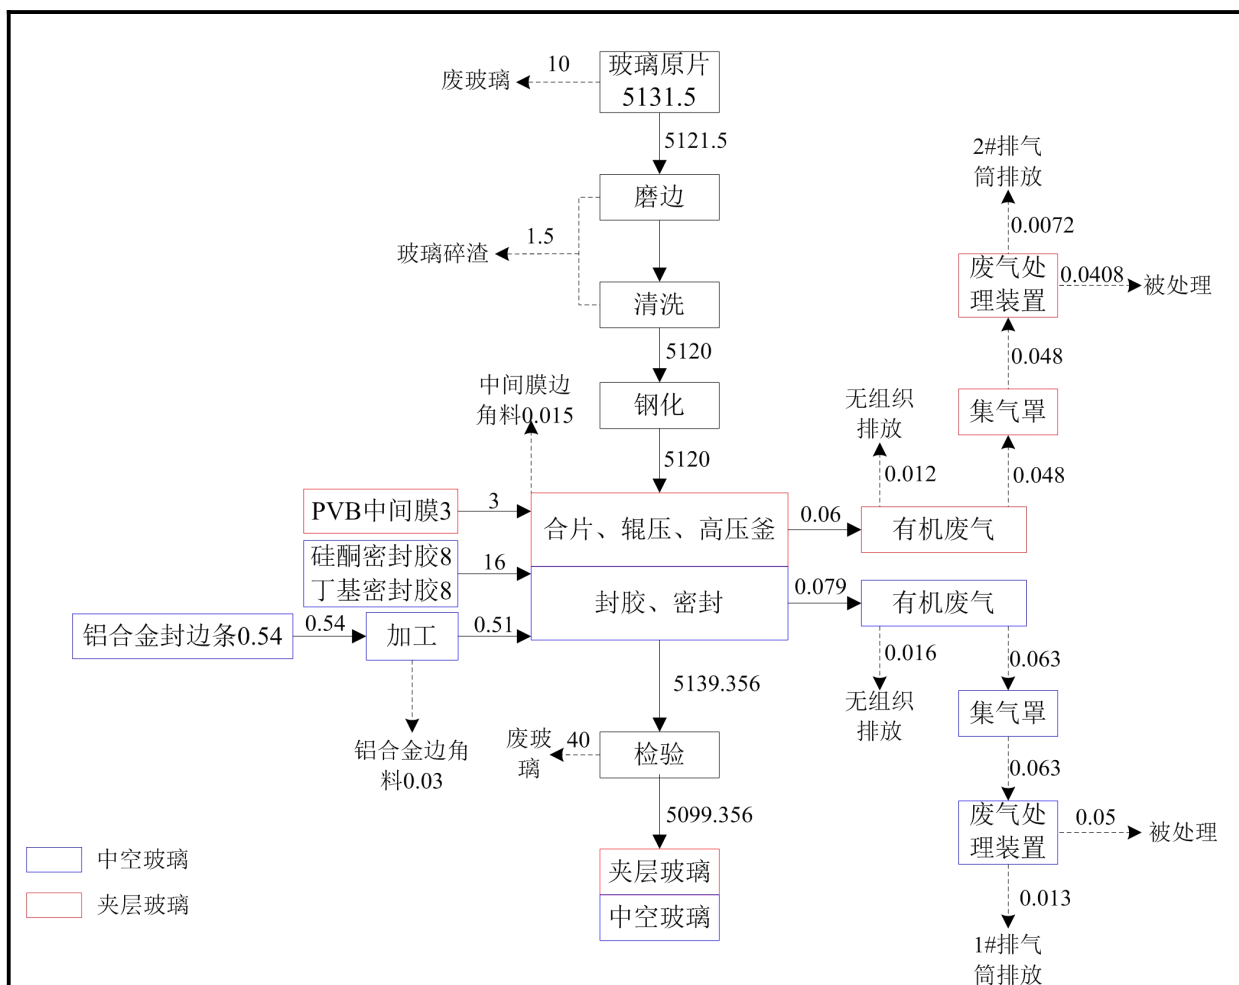 玻璃原片
5131.5
10
废玻璃
5121.5
磨边
1.5
玻璃碎渣
清洗
5120
钢化
中间膜边
角料0.015
5120
PVB中间膜3
3
硅酮密封胶8
丁基密封胶8
16
铝合金封边条0.54
0.54
加工
0.51
铝合金边角
料0.03
合片、辊压、高压釜
封胶、密封
0.06
有机废气
无组织
排放
0.012
0.048
集气罩
0.048
废气处
理装置
0.0408
被处理
0.0072
2#排气
筒排放
0.079
有机废气
0.016
无组织
排放
0.063
集气罩
0.063
废气处
理装置
0.05
被处理
0.013
1#排气
筒排放
5139.356
检验
40
废玻
璃
5099.356
夹层玻璃
中空玻璃
中空玻璃
夹层玻璃